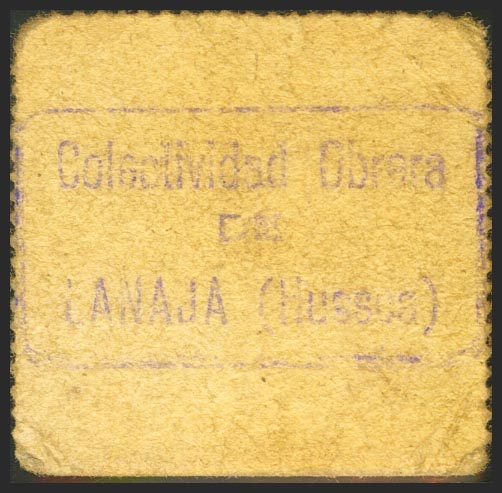 Colectividad Obrera
DE
LANAJA (Huesca)